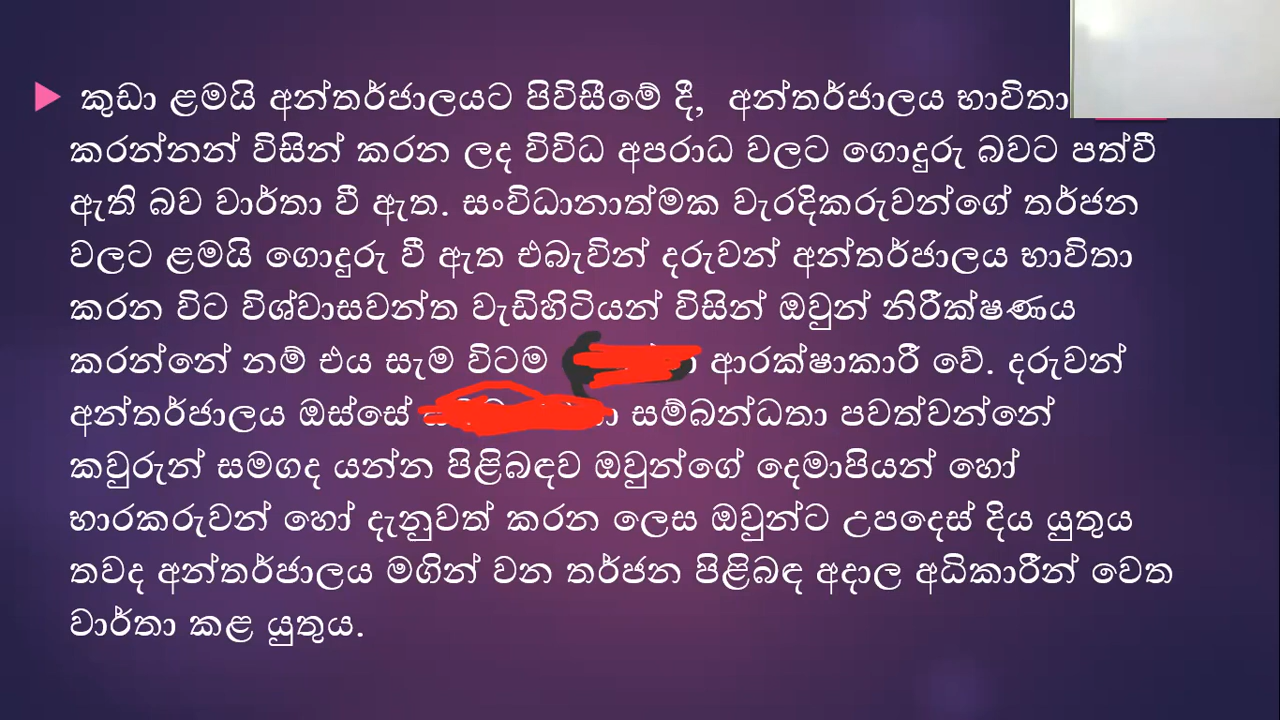 කුඩා ළමයි අන්තර්ජාලයට පිවිසීමේ දී, අන්තර්ජාලය භාවිතා
කරන්නන් විසින් කරන ලද විවිධ අපරාධ වලට ගොදුරු බවට පත්වී
ඇති බව වාර්තා වී ඇත. සංවිධානාත්මක වැරදිකරුවන්ගේ තර්ජන
වලට ළමයි ගොදුරු වී ඇත එබැවින් දරුවන් අන්තර්ජාලය භාවිතා
කරන විට විශ්වාසවන්ත වැඩිහිටියන් විසින් ඔවුන් නිරීක්ෂණය
කරන්නේ නම් එය සැම විටම ආරක්ෂාකාරී වේ. දරුවන්
අන්තර්ජාලය ඔස්සේ සම්බන්ධතා පවත්වන්නේ
කවුරුන් සමගද යන්න පිළිබඳව ඔවුන්ගේ දෙමාපියන් හෝ
භාරකරුවන් හෝ දැනුවත් කරන ලෙස ඔවුන්ට උපදෙස් දිය යුතුය
තවද අන්තර්ජාලය මගින් වන තර්ජන පිළිබඳ අදාල අධිකාරීන් වෙත
වාර්තා කළ යුතුය.